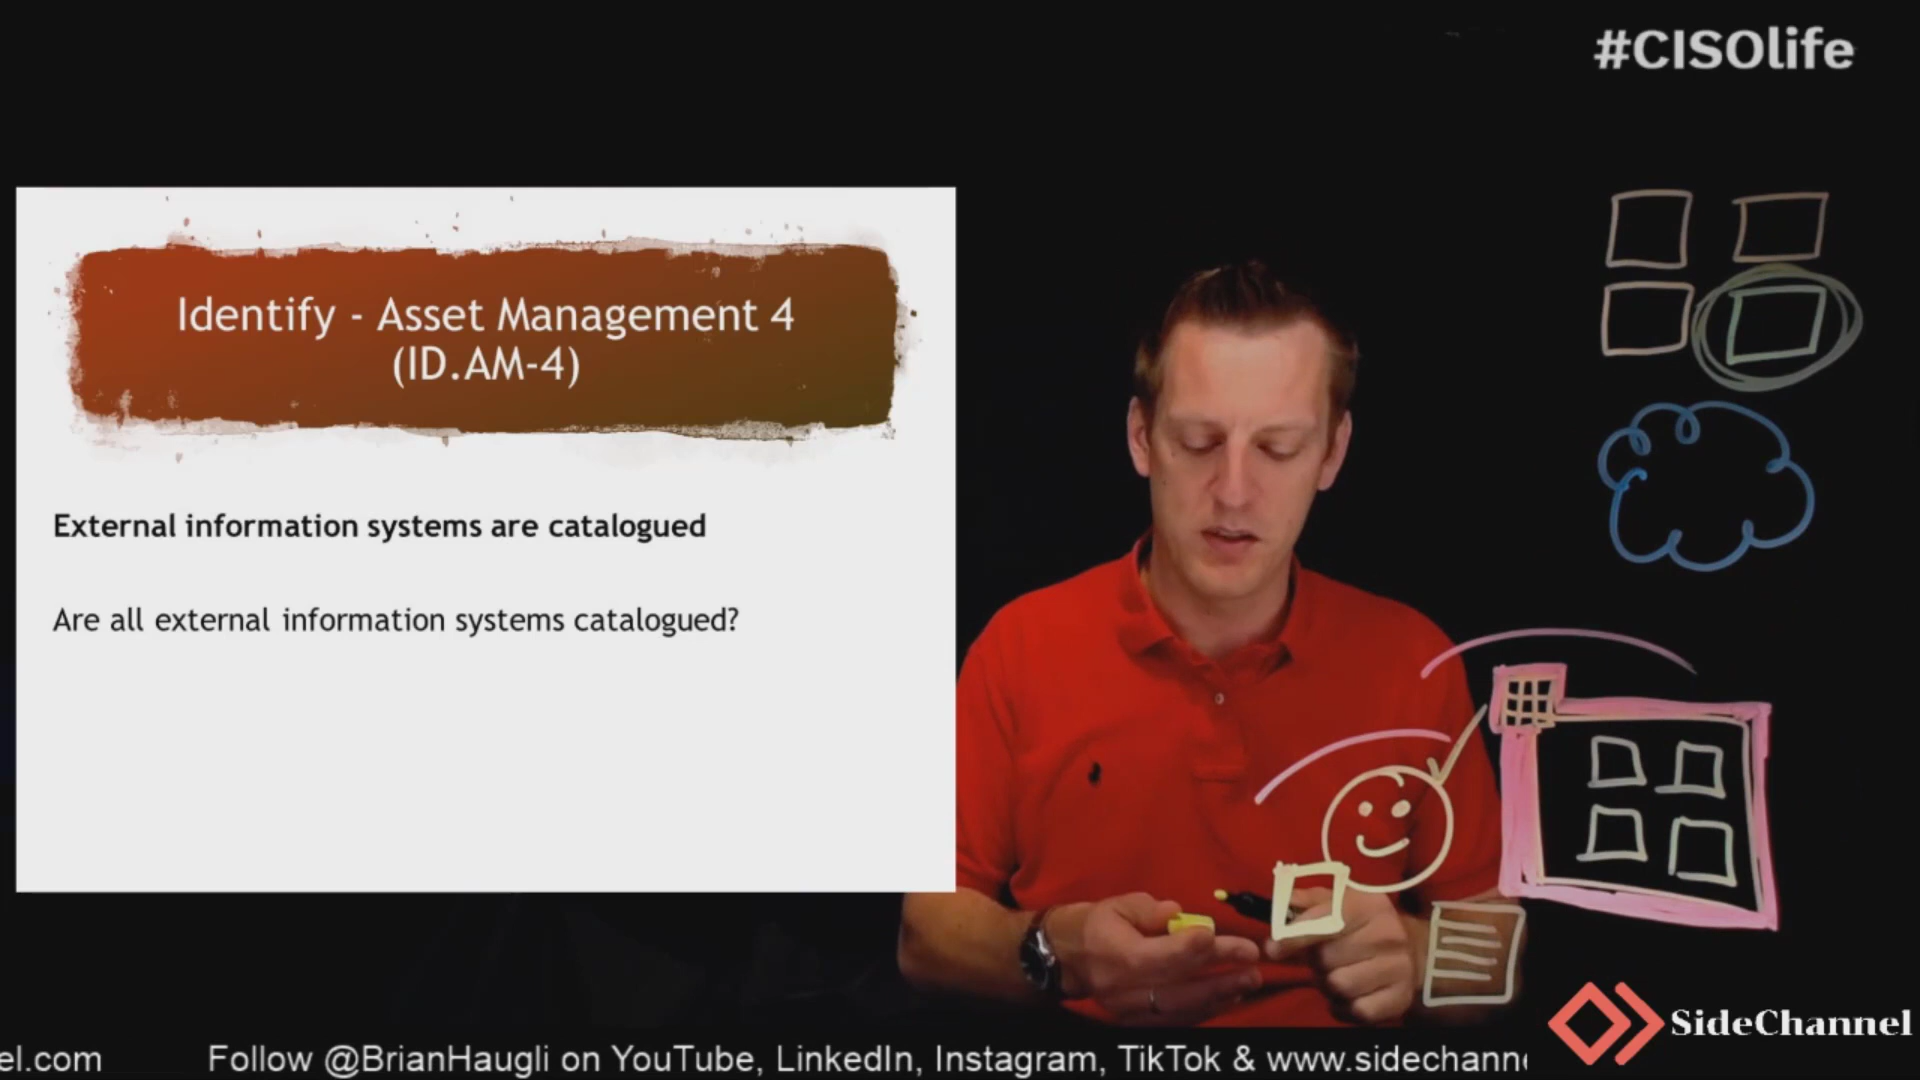 #CISOlife
Identify - Asset Management 4
(ID.AM-4)
External information systems are catalogued
Are all external information systems catalogued?
SideChannel
el.com Follow @BrianHaugli on YouTube, LinkedIn, Instagram, TikTok & www.sidechann